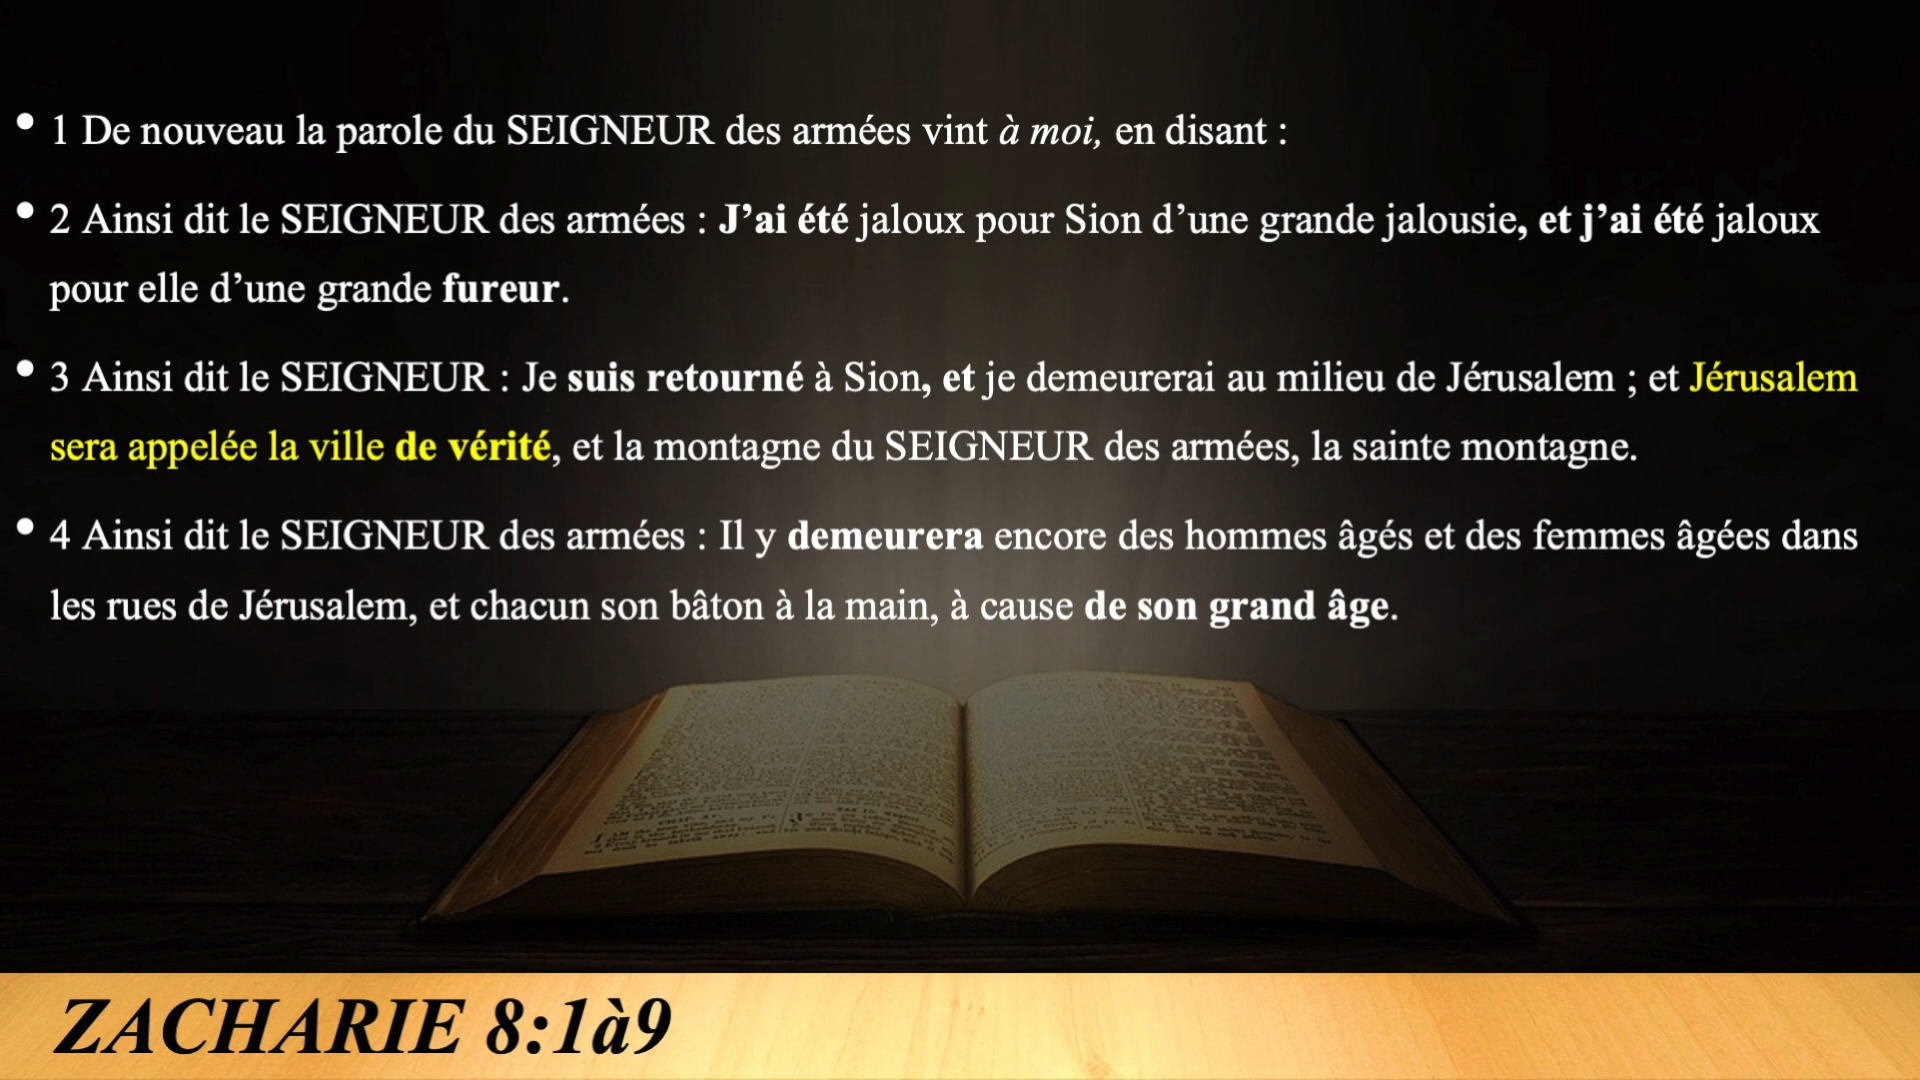 • 1 De nouveau la parole du SEIGNEUR des armées vint à moi, en disant :
• 2 Ainsi dit le SEIGNEUR des armées : J’ai été jaloux pour Sion d’une grande jalousie, et j’ai été jaloux
pour elle d’une grande fureur.
• 3 Ainsi dit le SEIGNEUR : Je suis retourné à Sion, et je demeurerai au milieu de Jérusalem ; et Jérusalem
sera appelée la ville de vérité, et la montagne du SEIGNEUR des armées, la sainte montagne.
• 4 Ainsi dit le SEIGNEUR des armées : Il y demeurera encore des hommes âgés et des femmes âgées dans
les rues de Jérusalem, et chacun son bâton à la main, à cause de son grand âge.
ZACHARIE 8:1à9